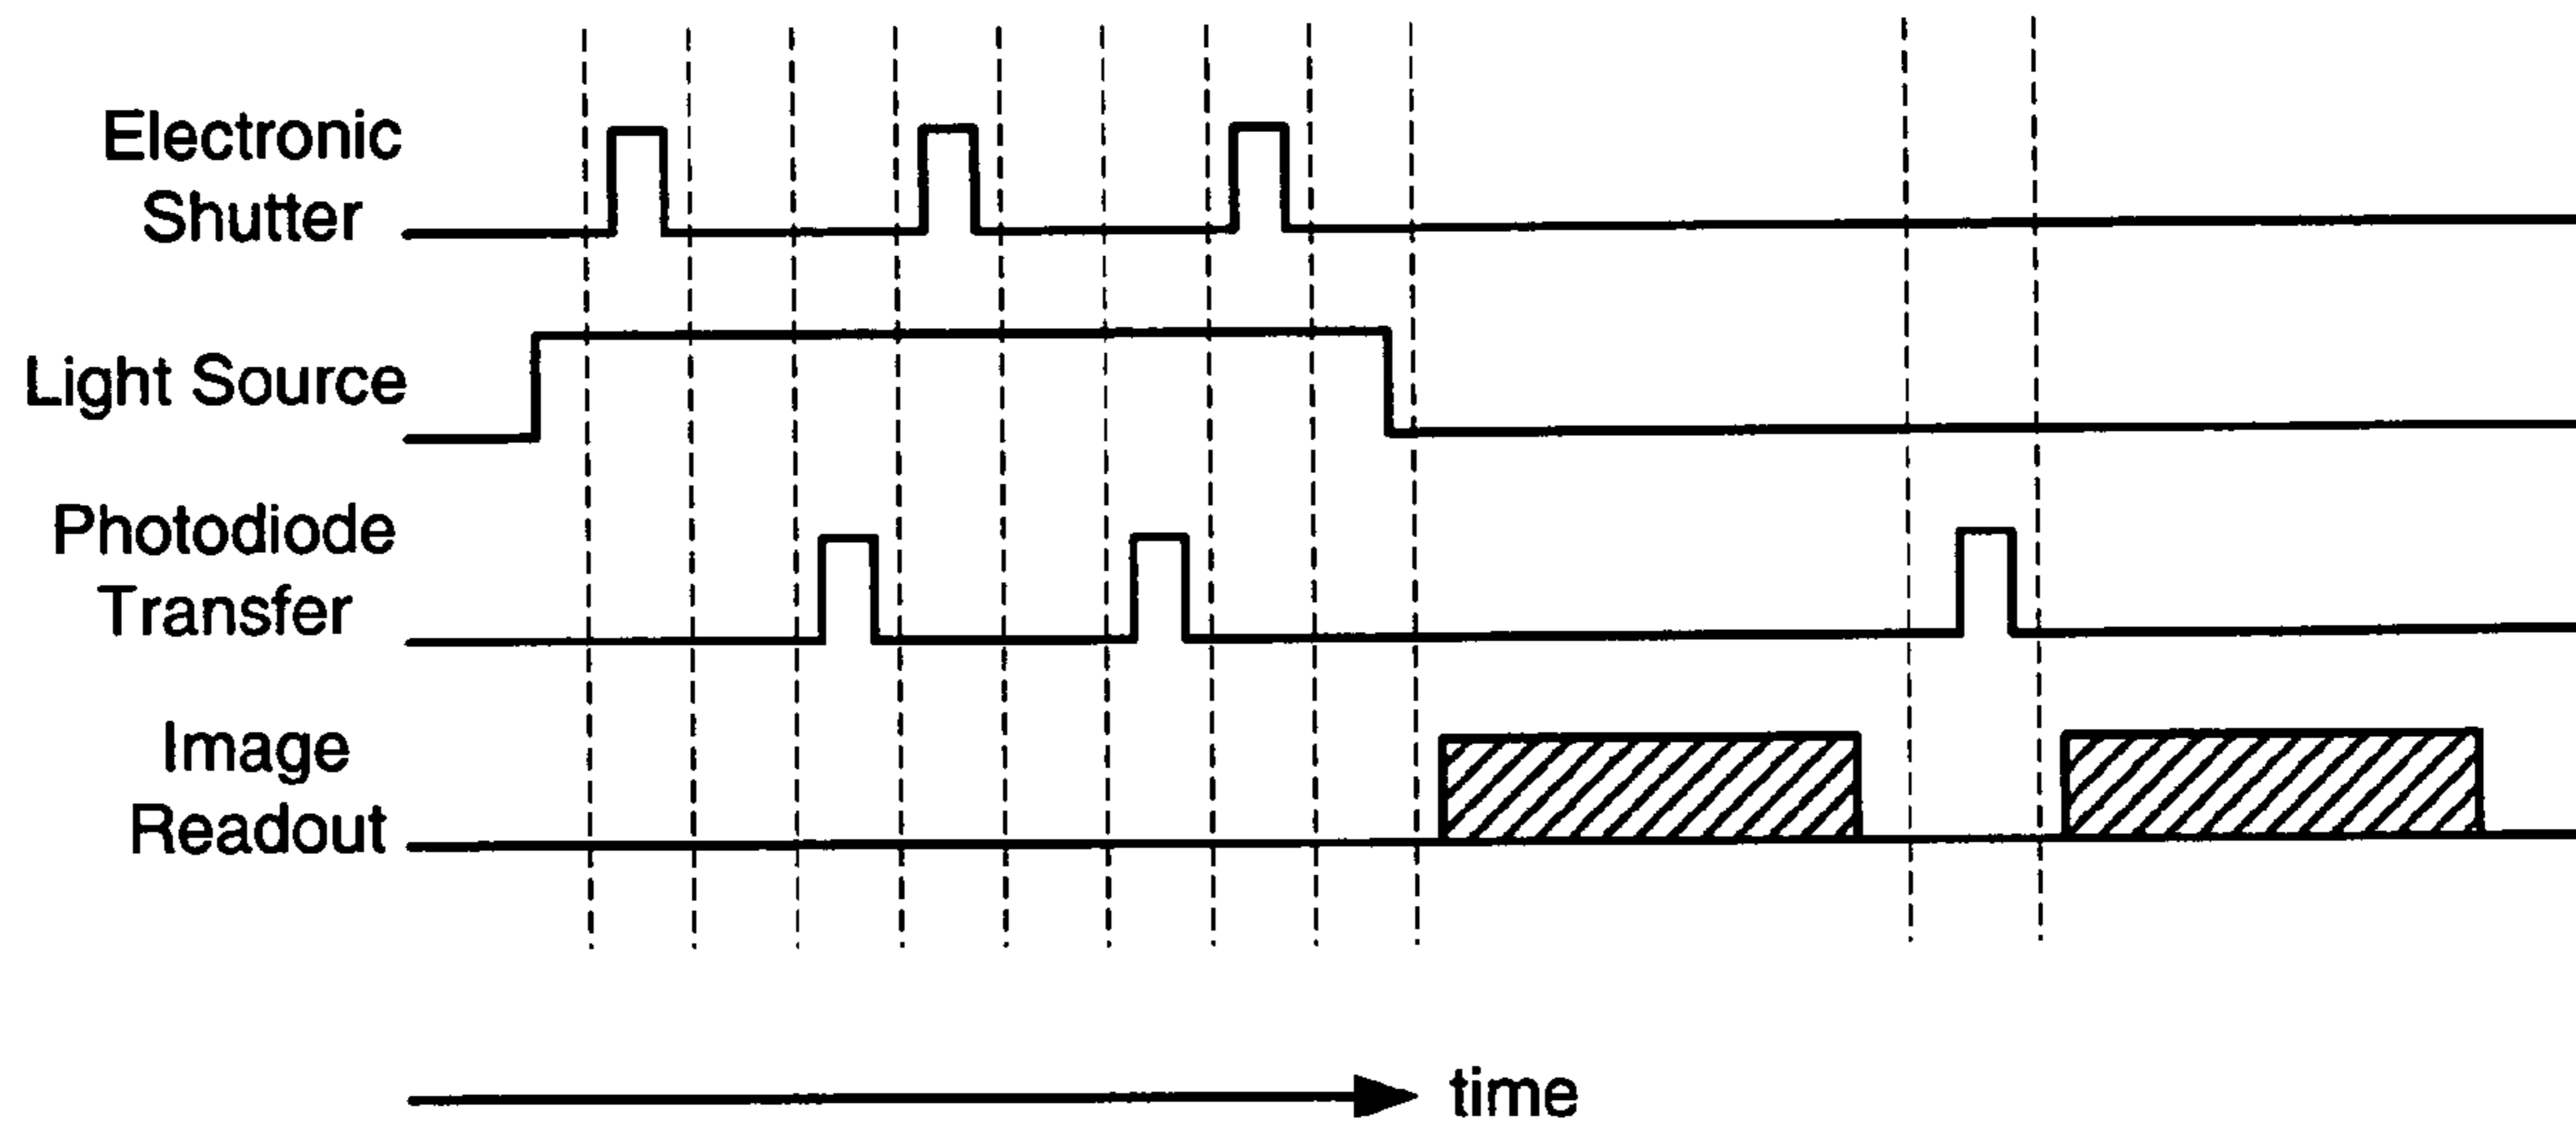 Electronic
Shutter
Light Source
Photodiode
Transfer
Image
Readout
time